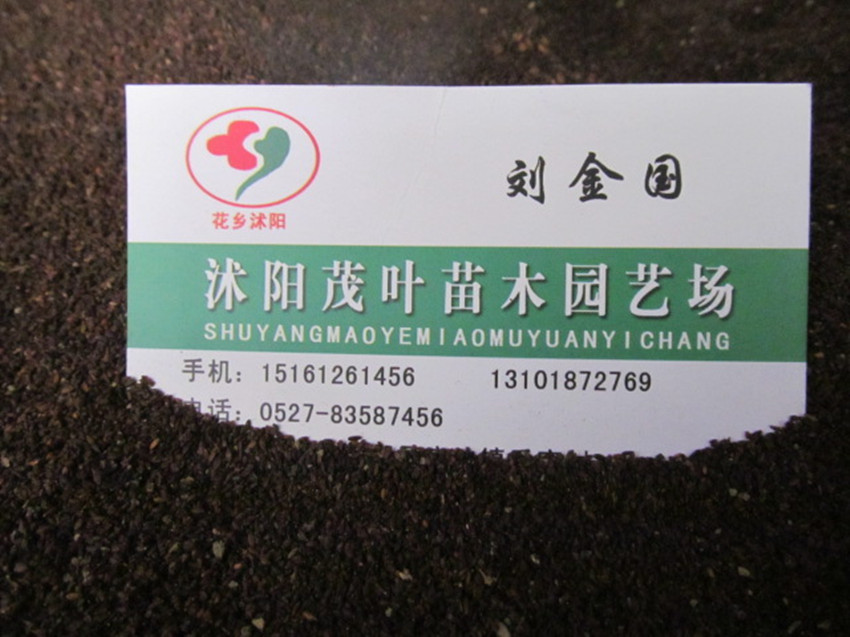 刘金国
花乡沭阳
沭阳茂叶苗木园艺场
SHUYANGMAOYEMIAOMUYUANYICHANG
手机：15161261456 13101872769
电话：0527-83587456